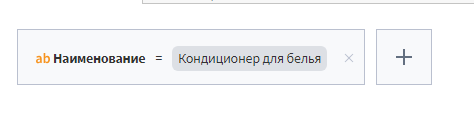 ab Наименование = Кондиционер для белья ×
+